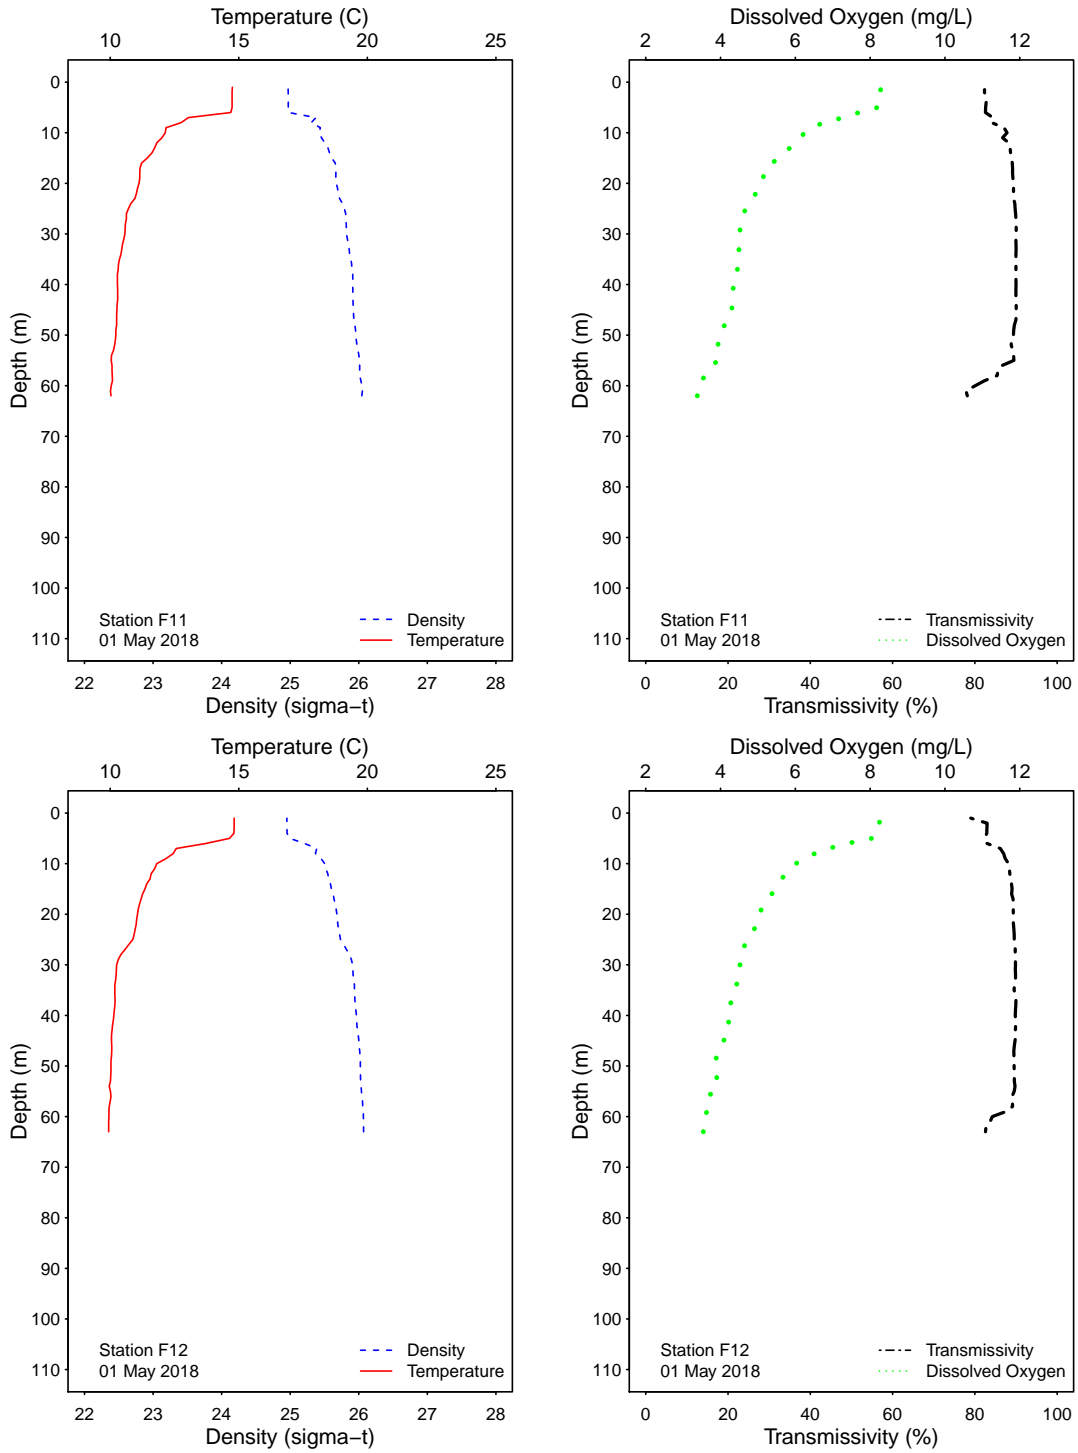 Temperature (C)
10 15 20 25
0
10
20
30
40
50
60
70
80
90
100
110
Depth (m)
Station F11
01 May 2018
Density
Temperature
22 23 24 25 26 27 28
Density (sigma−t)
Dissolved Oxygen (mg/L)
2 4 6 8 10 12
0
10
20
30
40
50
60
70
80
90
100
110
Depth (m)
Station F11
01 May 2018
Transmissivity
Dissolved Oxygen
0 20 40 60 80 100
Transmissivity (%)
Temperature (C)
10 15 20 25
0
10
20
30
40
50
60
70
80
90
100
110
Depth (m)
Station F12
01 May 2018
Density
Temperature
22 23 24 25 26 27 28
Density (sigma−t)
Dissolved Oxygen (mg/L)
2 4 6 8 10 12
0
10
20
30
40
50
60
70
80
90
100
110
Depth (m)
Station F12
01 May 2018
Transmissivity
Dissolved Oxygen
0 20 40 60 80 100
Transmissivity (%)